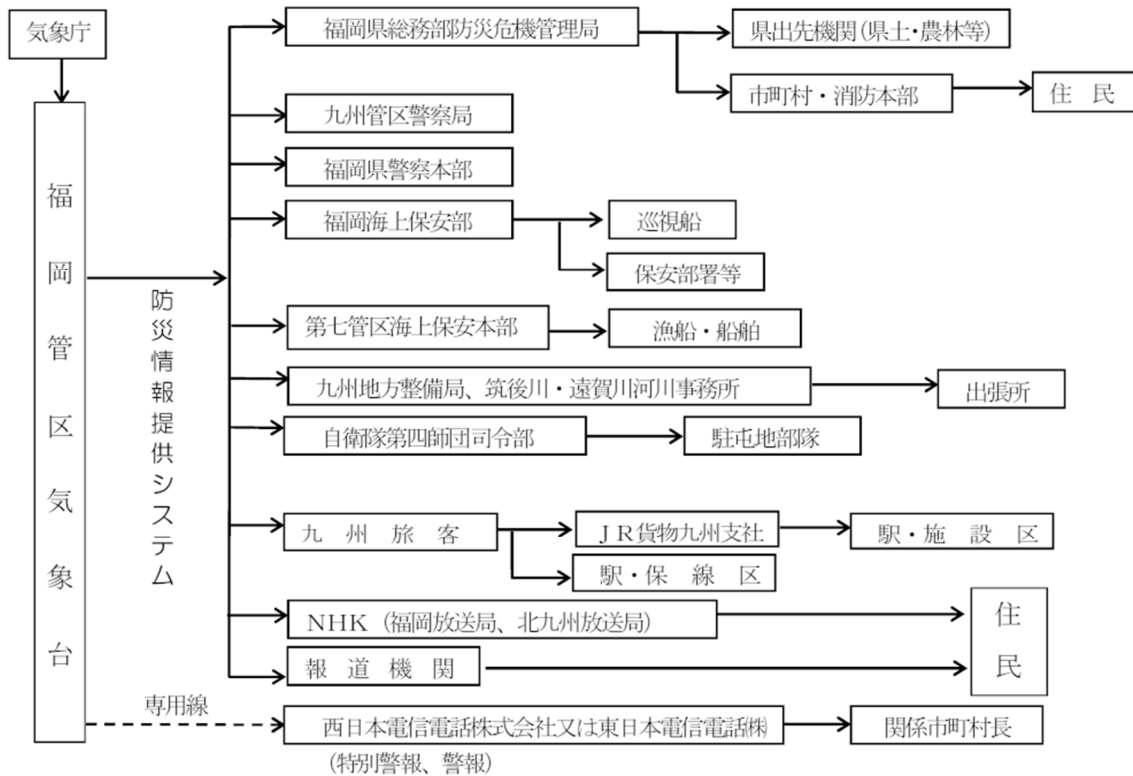 気象庁
福岡管区気象台
防災情報提供システム
福岡県総務部防災危機管理局
県出先機関（県土・農林等）
市町村・消防本部
住　民
九州管区警察局
福岡県警察本部
福岡海上保安部
巡視船
保安部署等
第七管区海上保安本部
漁船・船舶
九州地方整備局、筑後川・遠賀川河川事務所
出張所
自衛隊第四師団司令部
駐屯地部隊
九　州　旅　客
ＪＲ貨物九州支社
駅・施　設　区
駅・保　線　区
NHK（福岡放送局、北九州放送局）
報　道　機　関
住民
専用線
西日本電信電話株式会社又は東日本電信電話㈱
関係市町村長
（特別警報、警報）